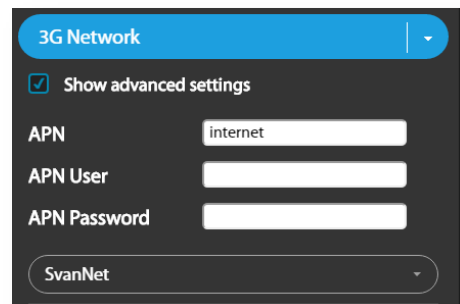 3G Network
Show advanced settings
APN internet
APN User
APN Password
SvanNet